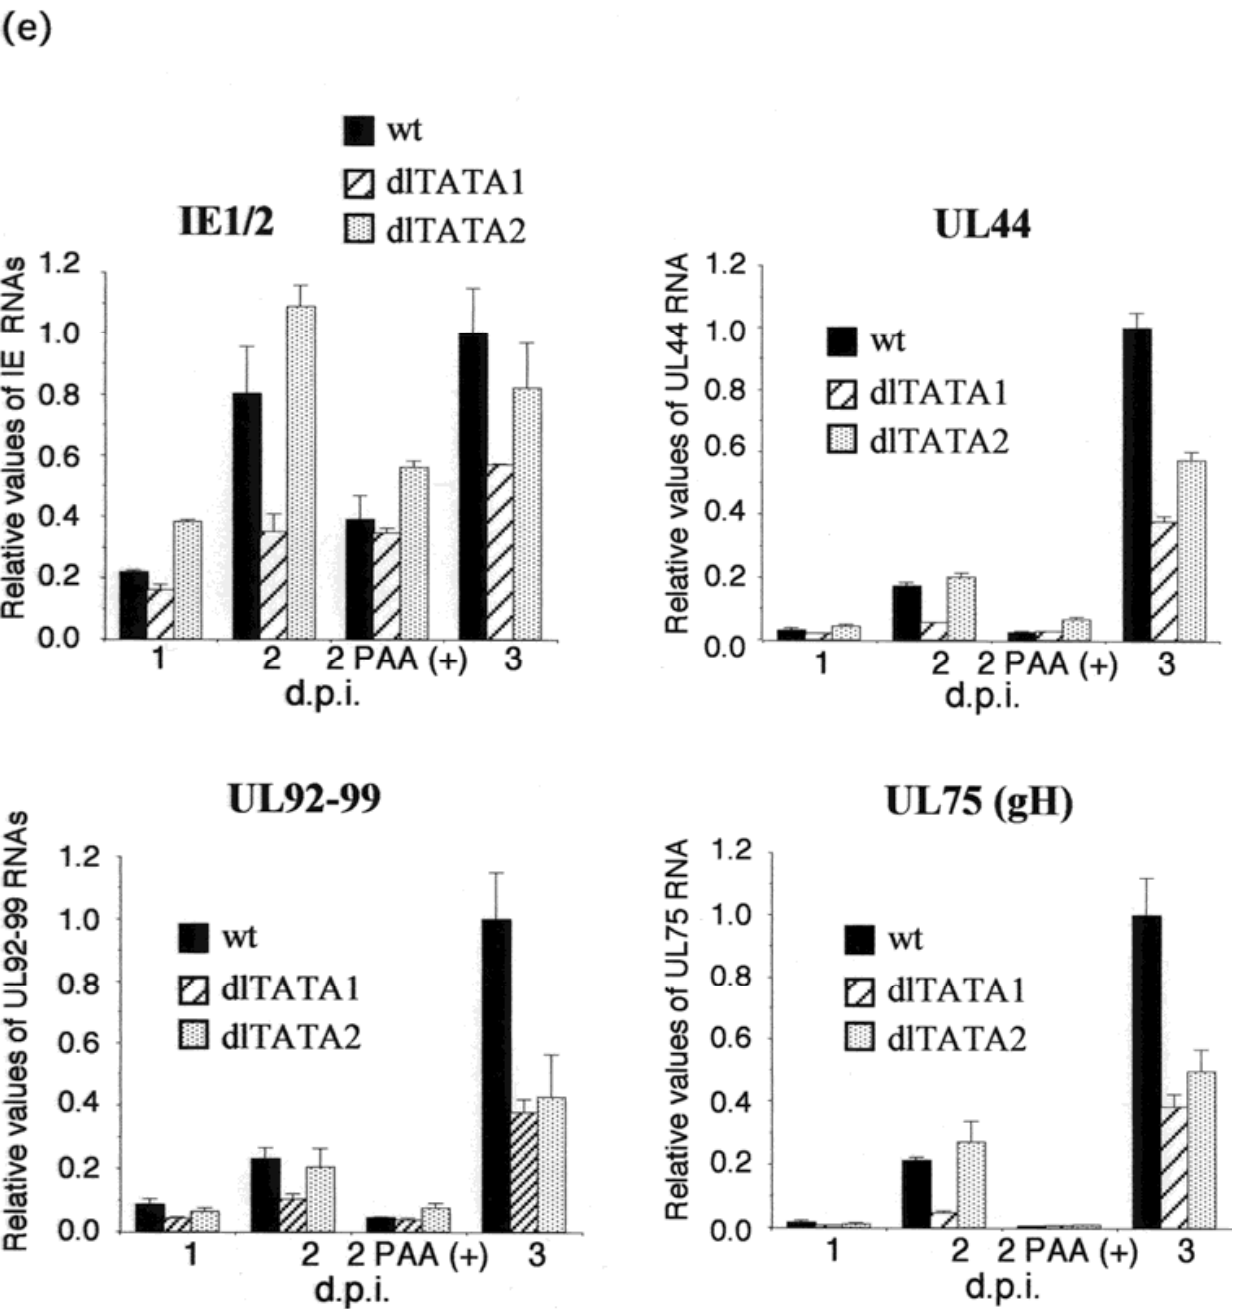 (e)
wt
dlTATA1
dlTATA2
IE1/2
Relative values of IE RNAs
1.2
1.0
0.8
0.6
0.4
0.2
0.0
1 2 2 PAA (+) 3
d.p.i.
UL44
Relative values of UL44 RNA
1.2
1.0
0.8
0.6
0.4
0.2
0.0
wt
dlTATA1
dlTATA2
1 2 2 PAA (+) 3
d.p.i.
UL92-99
Relative values of UL92-99 RNAs
1.2
1.0
0.8
0.6
0.4
0.2
0.0
wt
dlTATA1
dlTATA2
1 2 2 PAA (+) 3
d.p.i.
UL75 (gH)
Relative values of UL75 RNA
1.2
1.0
0.8
0.6
0.4
0.2
0.0
wt
dlTATA1
dlTATA2
1 2 2 PAA (+) 3
d.p.i.